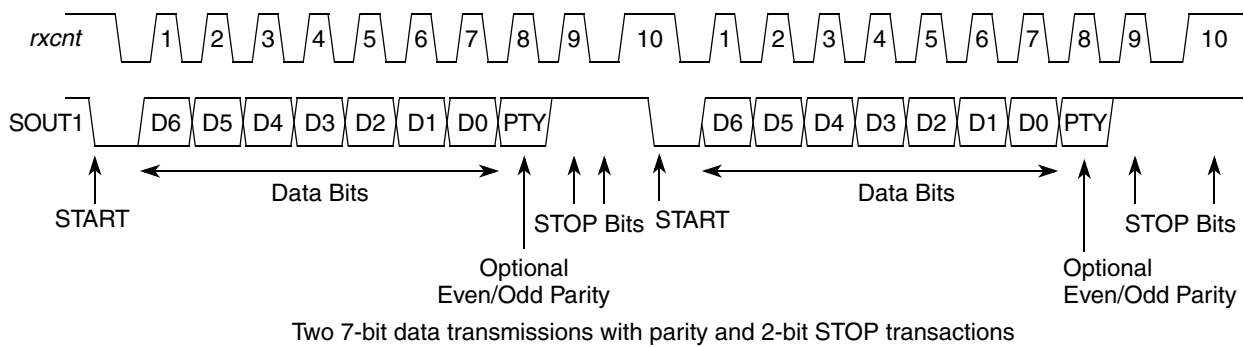 rxcnt 1 2 3 4 5 6 7 8 9 10 1 2 3 4 5 6 7 8 9 10
SOUT1 D6 D5 D4 D3 D2 D1 D0 PTY D6 D5 D4 D3 D2 D1 D0 PTY
Data Bits Data Bits
START STOP Bits START STOP Bits
Optional Optional
Even/Odd Parity Even/Odd Parity
Two 7-bit data transmissions with parity and 2-bit STOP transactions